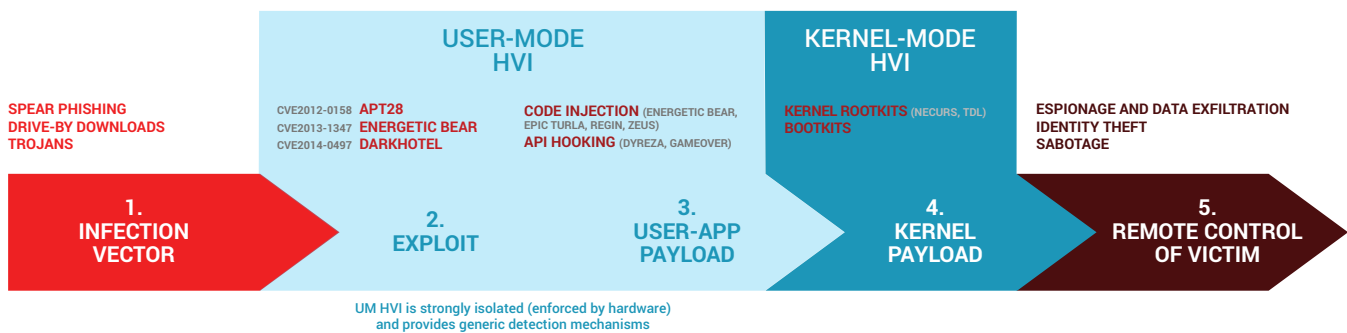 USER-MODE
HVI
KERNEL-MODE
HVI
SPEAR PHISHING
DRIVE-BY DOWNLOADS
TROJANS
CVE2012-0158 APT28
CVE2013-1347 ENERGETIC BEAR
CVE2014-0497 DARKHOTEL
CODE INJECTION (ENERGETIC BEAR,
EPIC TURLA, REGIN, ZEUS)
API HOOKING (DYREZA, GAMEOVER)
KERNEL ROOTKITS (NECURS, TDL)
BOOTKITS
ESPIONAGE AND DATA EXFILTRATION
IDENTITY THEFT
SABOTAGE
1.
INFECTION
VECTOR
2.
EXPLOIT
3.
USER-APP
PAYLOAD
4.
KERNEL
PAYLOAD
5.
REMOTE CONTROL
OF VICTIM
UM HVI is strongly isolated (enforced by hardware)
and provides generic detection mechanisms